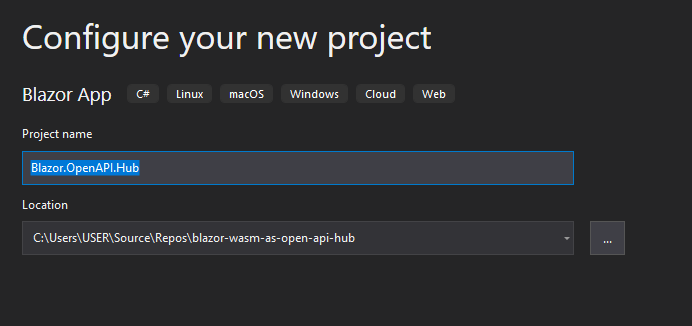 Configure your new project
Blazor App C# Linux macOS Windows Cloud Web
Project name
Blazor.OpenAPI.Hub
Location
C:\Users\USER\Source\Repos\blazor-wasm-as-open-api-hub ...